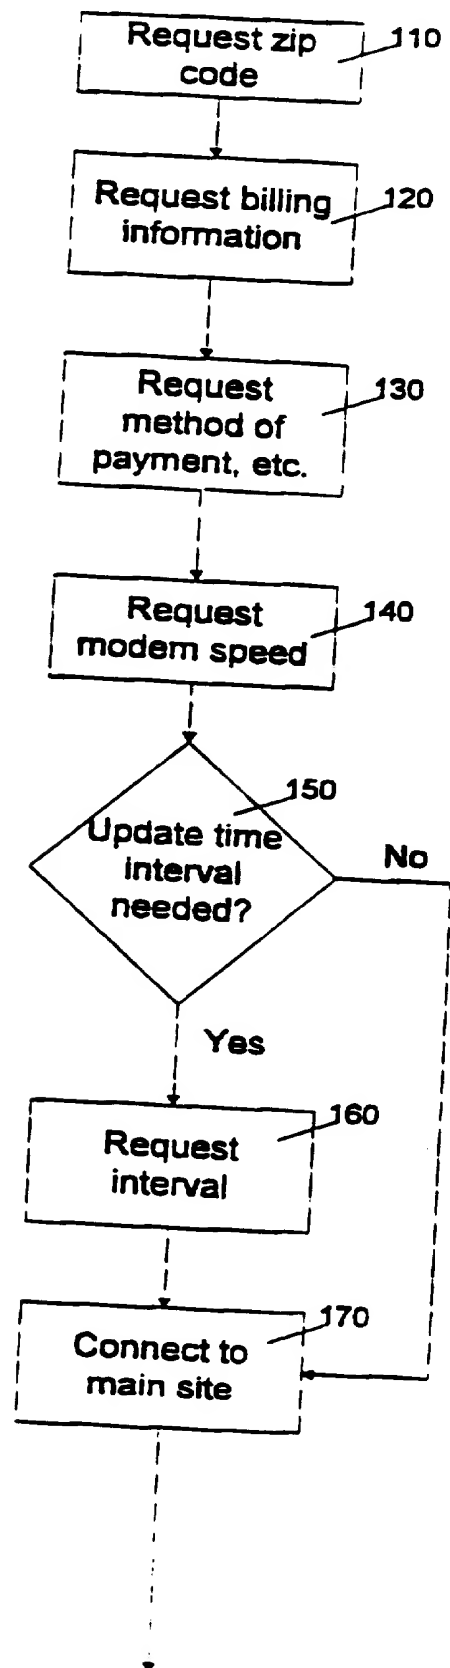 Request zip
code
110
Request billing
information
120
Request
method of
payment, etc.
130
Request
modem speed
140
150
Update time
interval
needed?
No
Yes
160
Request
interval
170
Connect to
main site